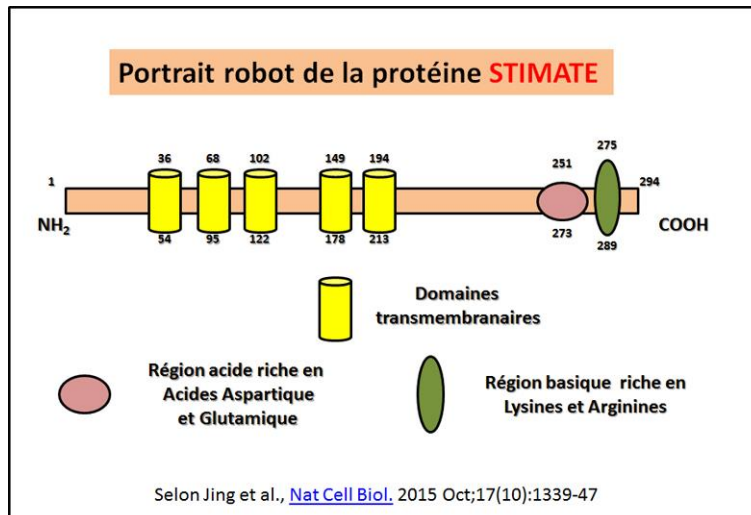 Portrait robot de la protéine STIMATE
36 68 102 149 194 251 275
1 294
NH2 COOH
54 95 122 178 213 273 289
Domaines
transmembranaires
Région acide riche en
Acides Aspartique
et Glutamique
Région basique riche en
Lysines et Arginines
Selon Jing et al., Nat Cell Biol. 2015 Oct;17(10):1339-47